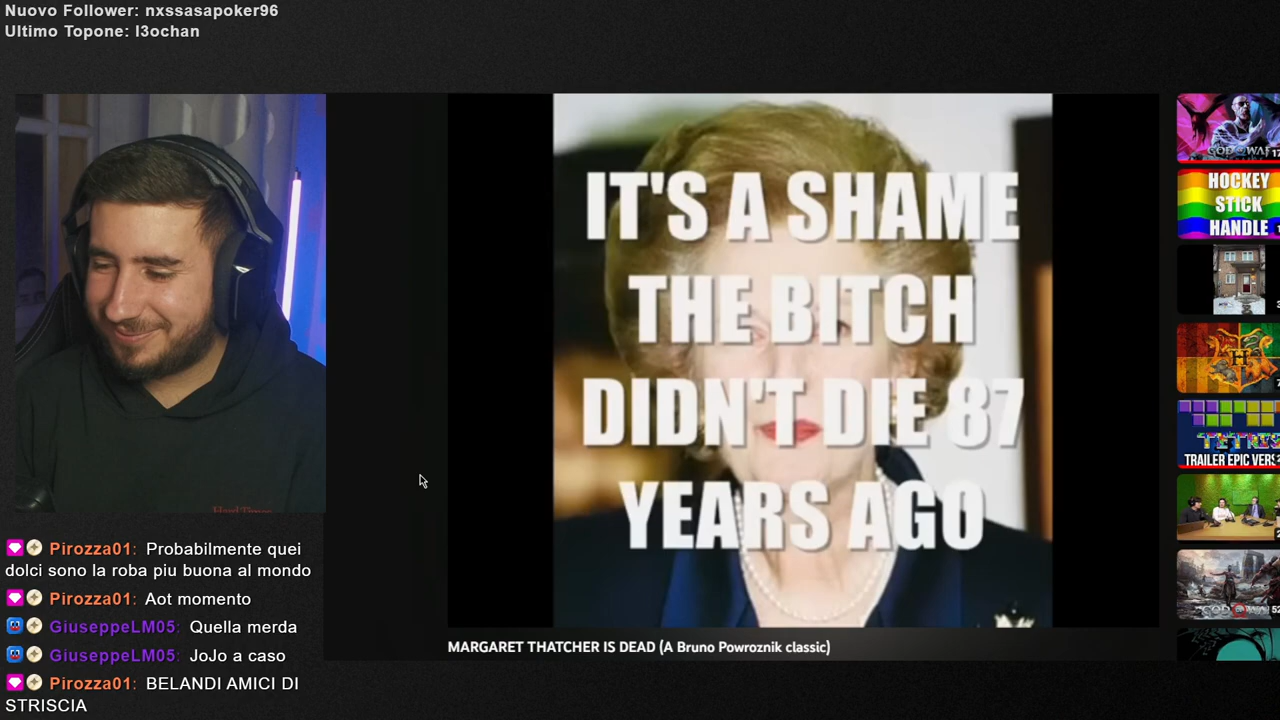 Nuovo Follower: nxssasapoker96
Ultimo Topone: l3ochan
IT'S A SHAME
THE BITCH
DIDN'T DIE 87
YEARS AGO
MARGARET THATCHER IS DEAD (A Bruno Powroznik classic)
Pirozza01: Probabilmente quei
dolci sono la roba piu buona al mondo
Pirozza01: Aot momento
GiuseppeLM05: Quella merda
GiuseppeLM05: JoJo a caso
Pirozza01: BELANDI AMICI DI
STRISCIA
HOCKEY
STICK
HANDLE
TETRIS
TRAILER EPIC VERS